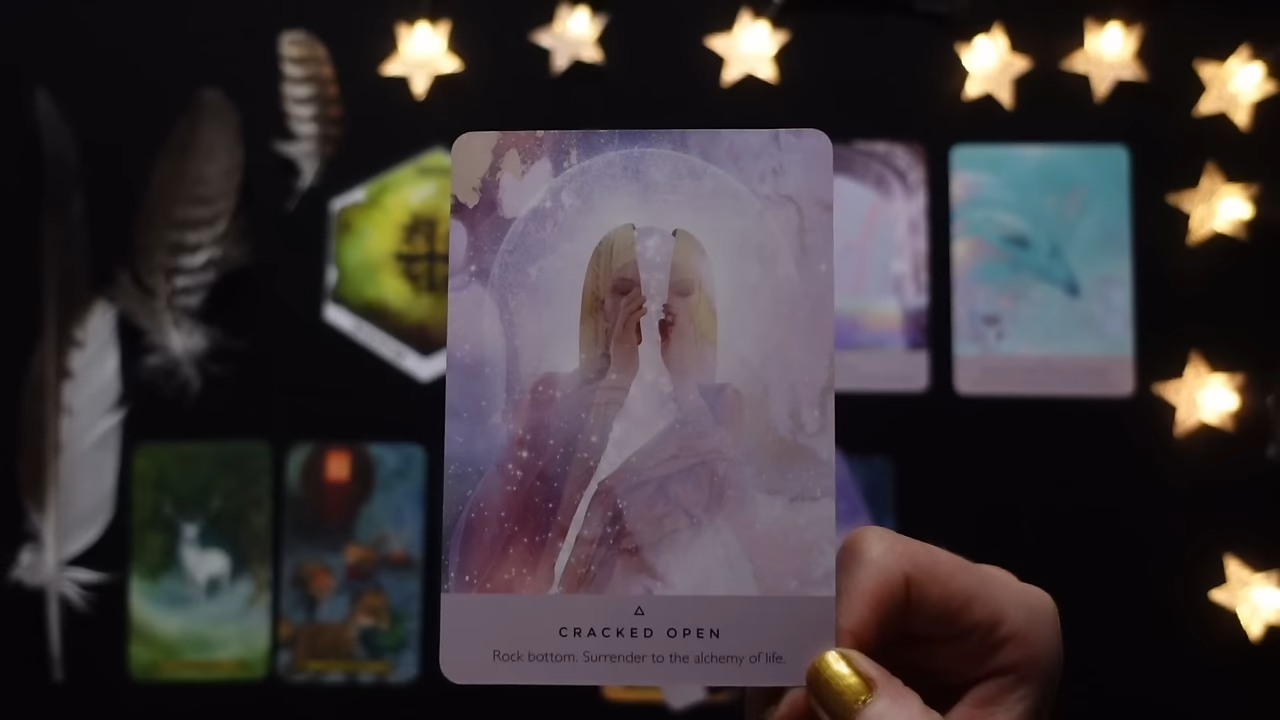 CRACKED OPEN
Rock bottom. Surrender to the alchemy of life.